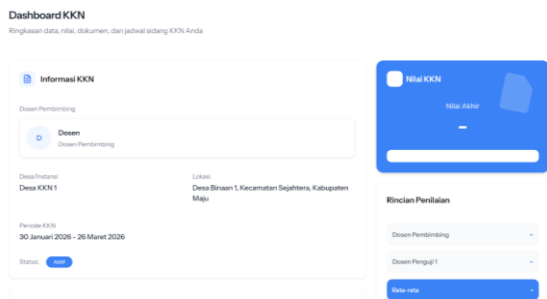 Dashboard KKN
Ringkasan data, nilai, dokumen, dan jadwal sidang KKN Anda
Informasi KKN
Dosen Pembimbing
D
Dosen
Dosen Pembimbing
Desa/Instansi
Desa KKN 1
Lokasi
Desa Binaan 1, Kecamatan Sejahtera, Kabupaten
Maju
Periode KKN
30 Januari 2026 - 26 Maret 2026
Status:
Aktif
Nilai KKN
Nilai Akhir
–
Rincian Penilaian
Dosen Pembimbing
-
Dosen Penguji 1
-
Rata-rata
-